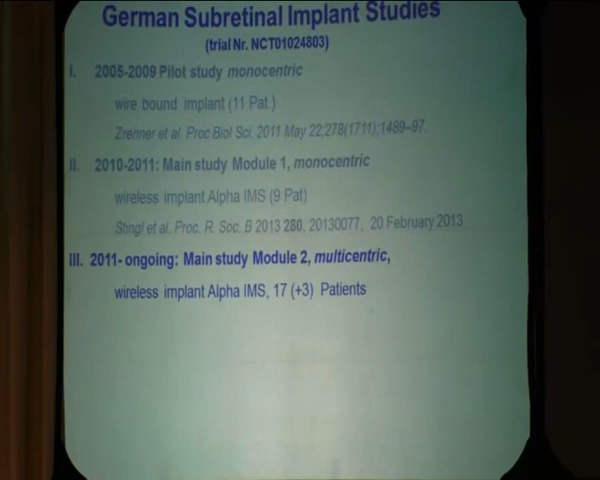 German Subretinal Implant Studies
(trial Nr. NCT01024803)
I. 2005-2009 Pilot study monocentric
wire bound implant (11 Pat.)
Zrenner et al Proc Biol Sci. 2011 May 22;278(1711):1489–97.
II. 2010-2011: Main study Module 1, monocentric
wireless implant Alpha IMS (9 Pat)
Stingl et al. Proc. R. Soc. B 2013 280, 20130077, 20 February 2013
III. 2011- ongoing: Main study Module 2, multicentric,
wireless implant Alpha IMS, 17 (+3) Patients